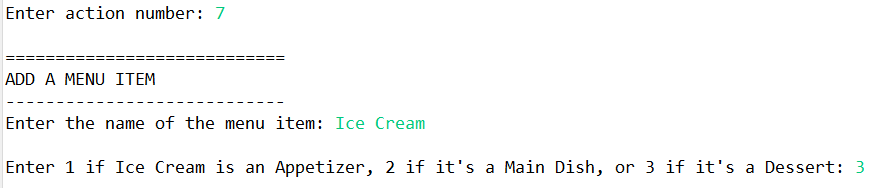 Enter action number: 7
============================
ADD A MENU ITEM
----------------------------
Enter the name of the menu item: Ice Cream
Enter 1 if Ice Cream is an Appetizer, 2 if it's a Main Dish, or 3 if it's a Dessert: 3